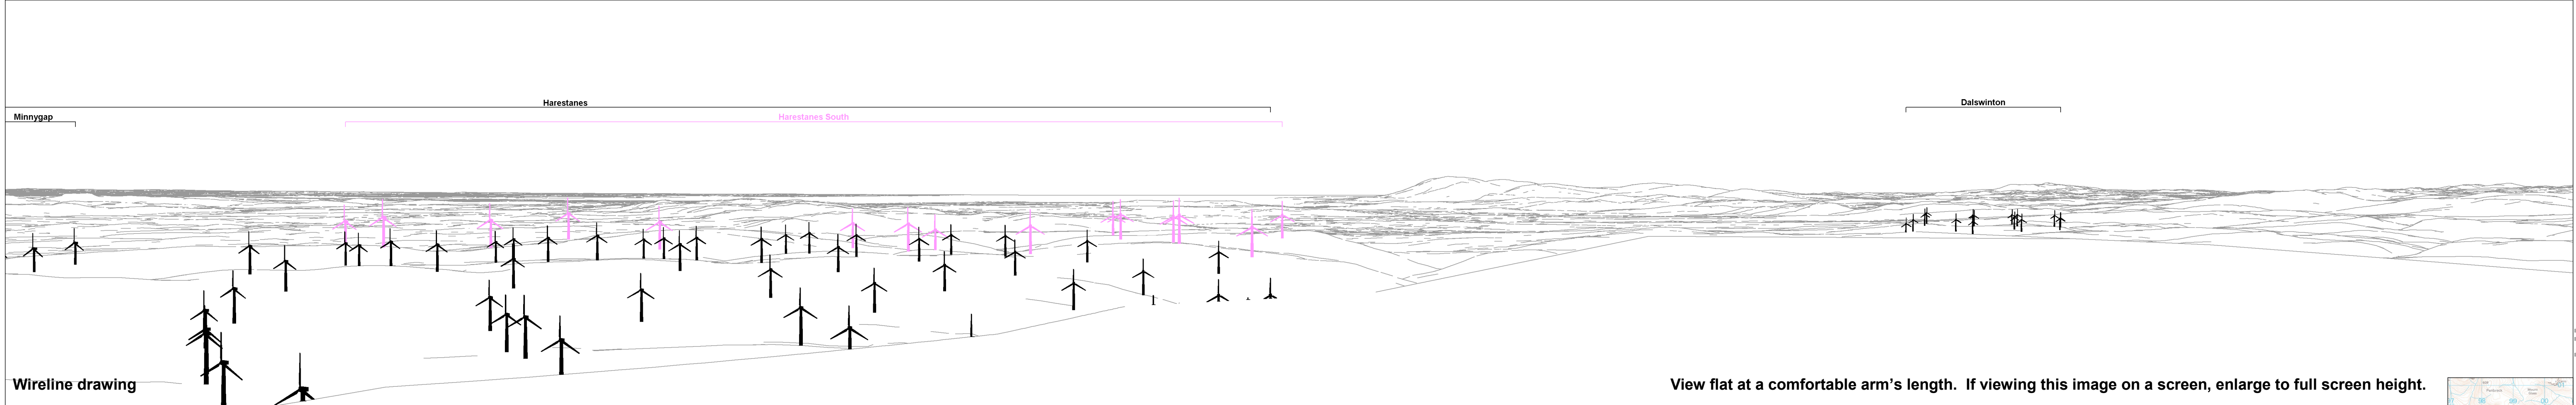 Harestanes
Dalswinton
Minnygap
Harestanes South
Wireline drawing
View flat at a comfortable arm's length. If viewing this image on a screen, enlarge to full screen height.